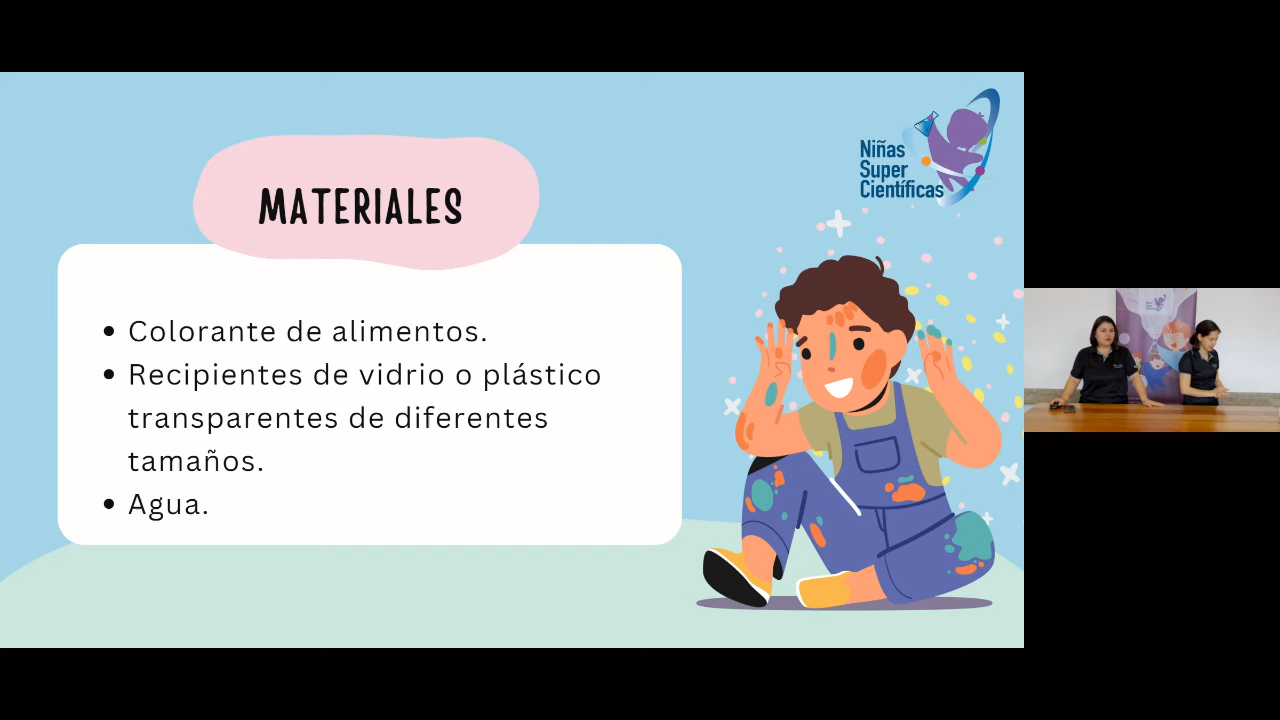 Niñas
Super
Científicas
MATERIALES
Colorante de alimentos.
Recipientes de vidrio o plástico
transparentes de diferentes
tamaños.
Agua.